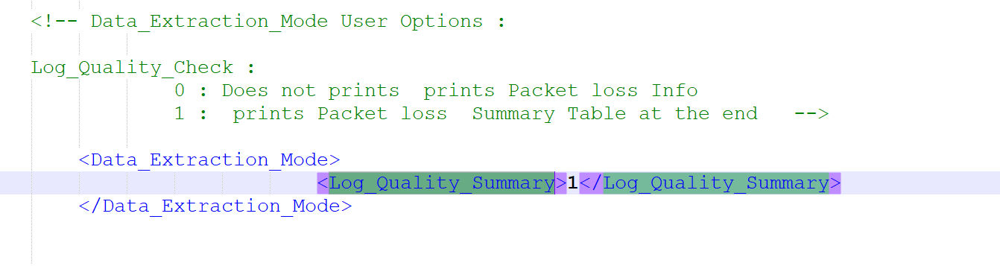 <!-- Data_Extraction_Mode User Options :
Log_Quality_Check :
0 : Does not prints  prints Packet loss Info
1 :  prints Packet loss  Summary Table at the end   -->
<Data_Extraction_Mode>
<Log_Quality_Summary>1</Log_Quality_Summary>
</Data_Extraction_Mode>